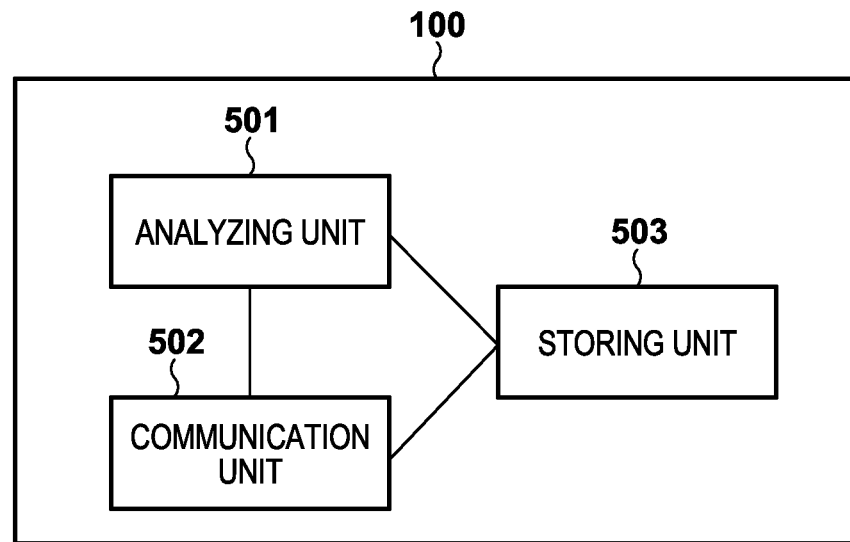 100
501
ANALYZING UNIT
503
STORING UNIT
502
COMMUNICATION
UNIT